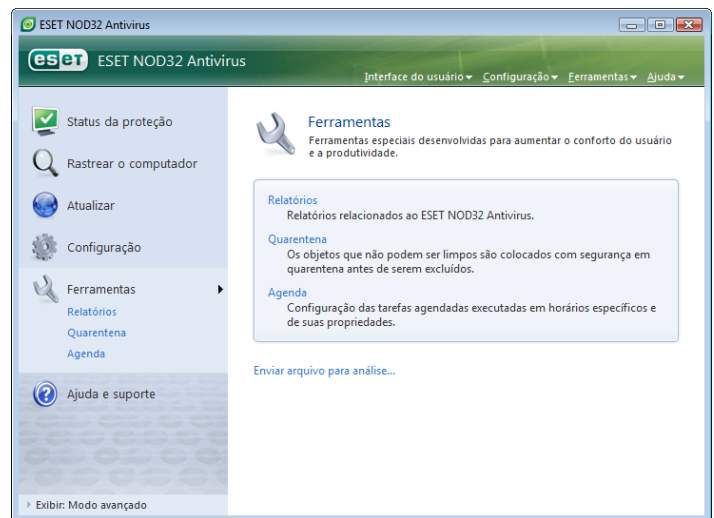 ESET NOD32 Antivirus
eset ESET NOD32 Antivirus
Interface do usuário Configuração Ferramentas Ajuda
Status da proteção
Rastrear o computador
Atualizar
Configuração
Ferramentas
Relatórios
Quarentena
Agenda
Ajuda e suporte
Exibir: Modo avançado
Ferramentas
Ferramentas especiais desenvolvidas para aumentar o conforto do usuário
e a produtividade.
Relatórios
Relatórios relacionados ao ESET NOD32 Antivirus.
Quarentena
Os objetos que não podem ser limpos são colocados com segurança em
quarentena antes de serem excluídos.
Agenda
Configuração das tarefas agendadas executadas em horários específicos e
de suas propriedades.
Enviar arquivo para análise...